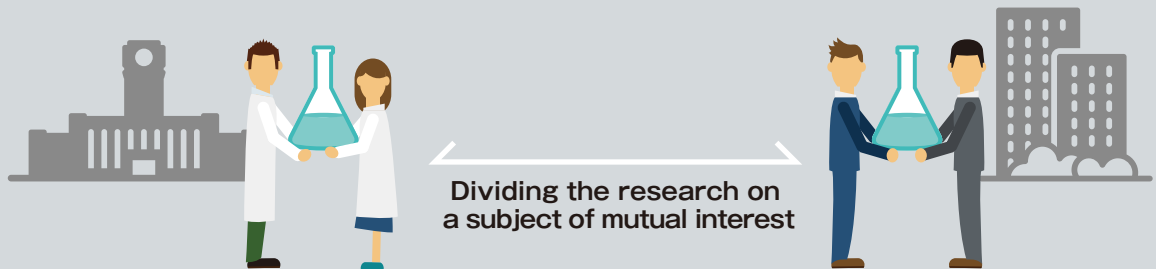 Dividing the research on
a subject of mutual interest